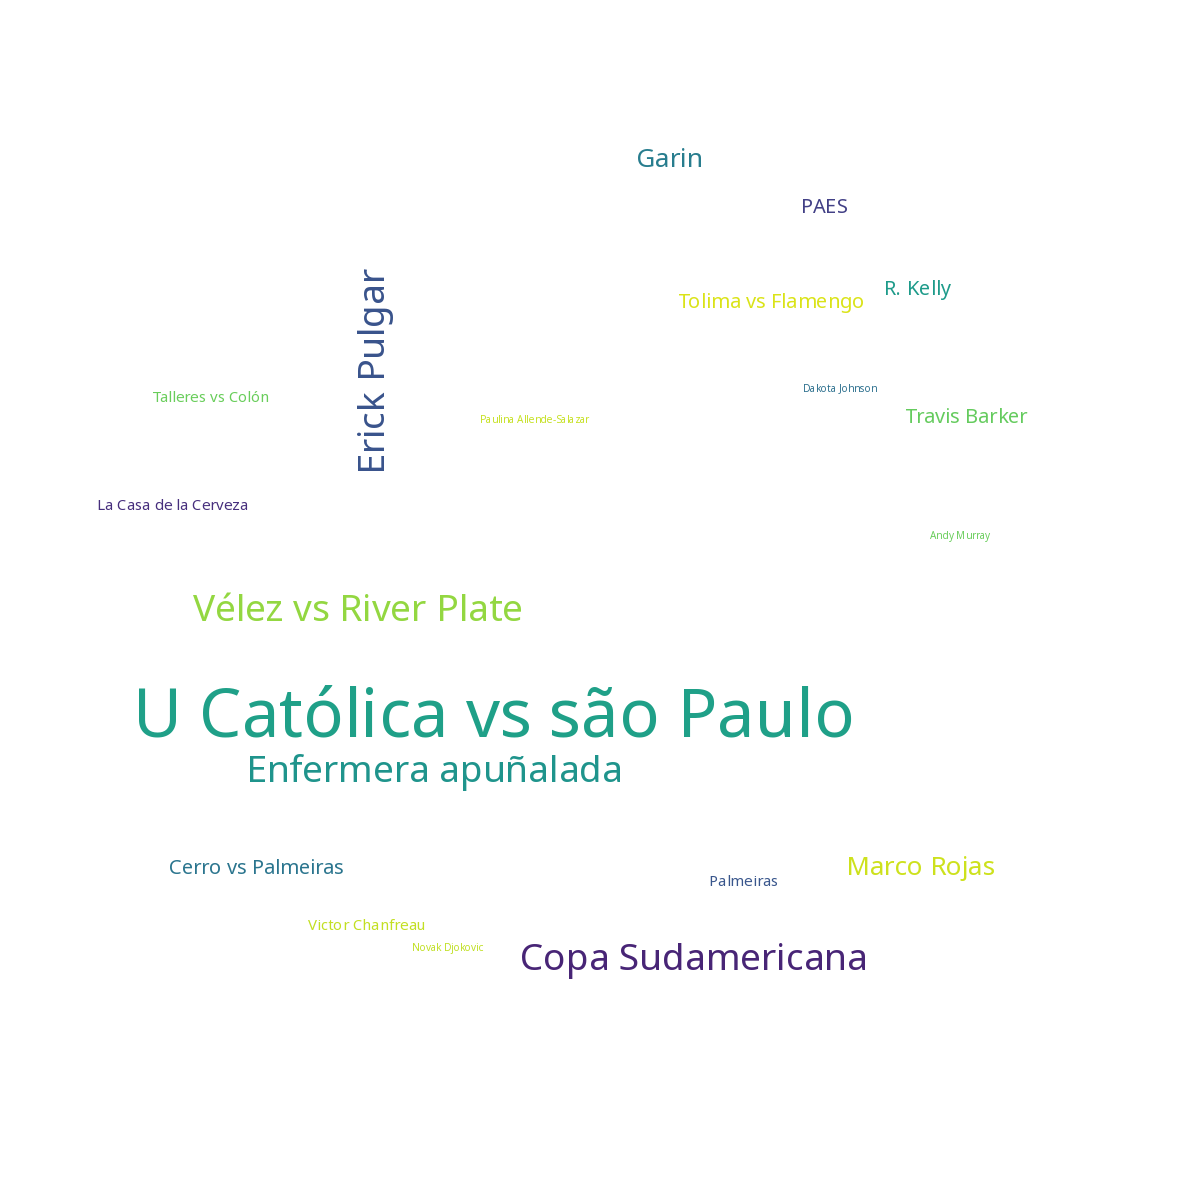 Garin
PAES
R. Kelly
Tolima vs Flamengo
Erick Pulgar
Dakota Johnson
Talleres vs Colón
Travis Barker
Paulina Allende-Salazar
La Casa de la Cerveza
Andy Murray
Vélez vs River Plate
U Católica vs são Paulo
Enfermera apuñalada
Cerro vs Palmeiras
Marco Rojas
Palmeiras
Victor Chanfreau
Novak Djokovic
Copa Sudamericana